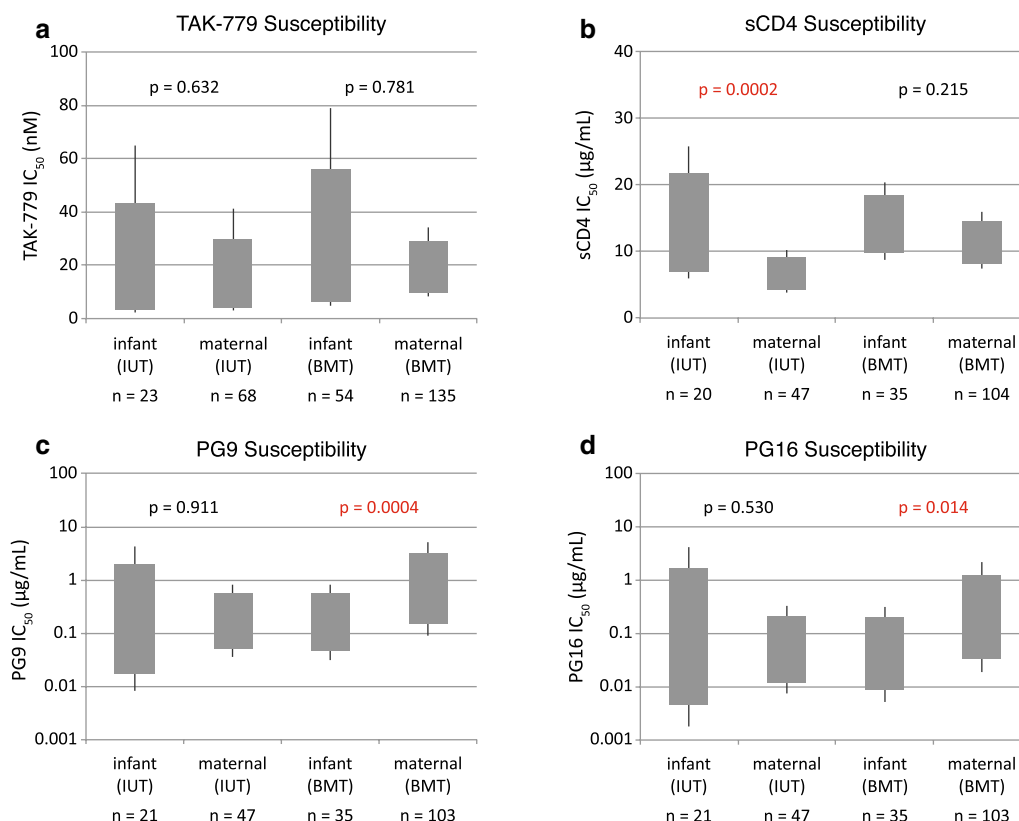 a
TAK-779 Susceptibility
100
80
60
40
20
0
TAK-779 IC50 (nM)
p = 0.632
p = 0.781
infant
(IUT)
n = 23
maternal
(IUT)
n = 68
infant
(BMT)
n = 54
maternal
(BMT)
n = 135
b
sCD4 Susceptibility
40
30
20
10
0
sCD4 IC50 (µg/mL)
p = 0.0002
p = 0.215
infant
(IUT)
n = 20
maternal
(IUT)
n = 47
infant
(BMT)
n = 35
maternal
(BMT)
n = 104
c
PG9 Susceptibility
100
10
1
0.1
0.01
0.001
PG9 IC50 (µg/mL)
p = 0.911
p = 0.0004
infant
(IUT)
n = 21
maternal
(IUT)
n = 47
infant
(BMT)
n = 35
maternal
(BMT)
n = 103
d
PG16 Susceptibility
100
10
1
0.1
0.01
0.001
PG16 IC50 (µg/mL)
p = 0.530
p = 0.014
infant
(IUT)
n = 21
maternal
(IUT)
n = 47
infant
(BMT)
n = 35
maternal
(BMT)
n = 103